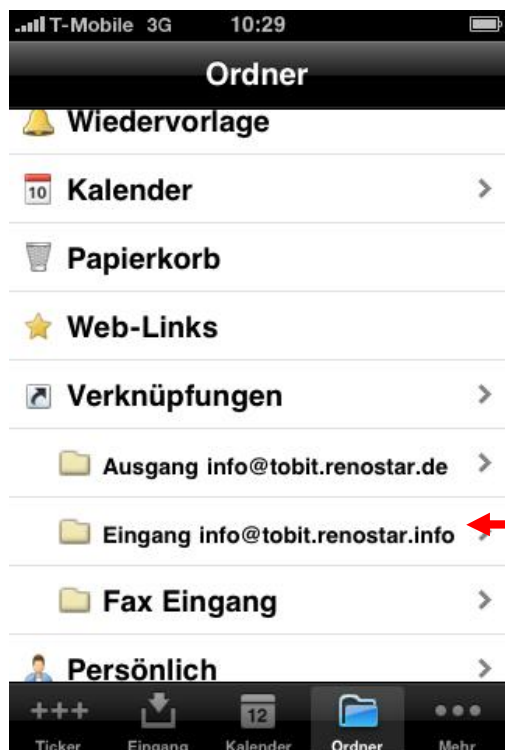 T-Mobile 3G 10:29
Ordner
Wiedervorlage
10 Kalender
Papierkorb
Web-Links
Verknüpfungen
Ausgang info@tobit.renostar.de
Eingang info@tobit.renostar.info
Fax Eingang
Persönlich
+++ 12
Ticker Eingang Kalender Ordner Mehr